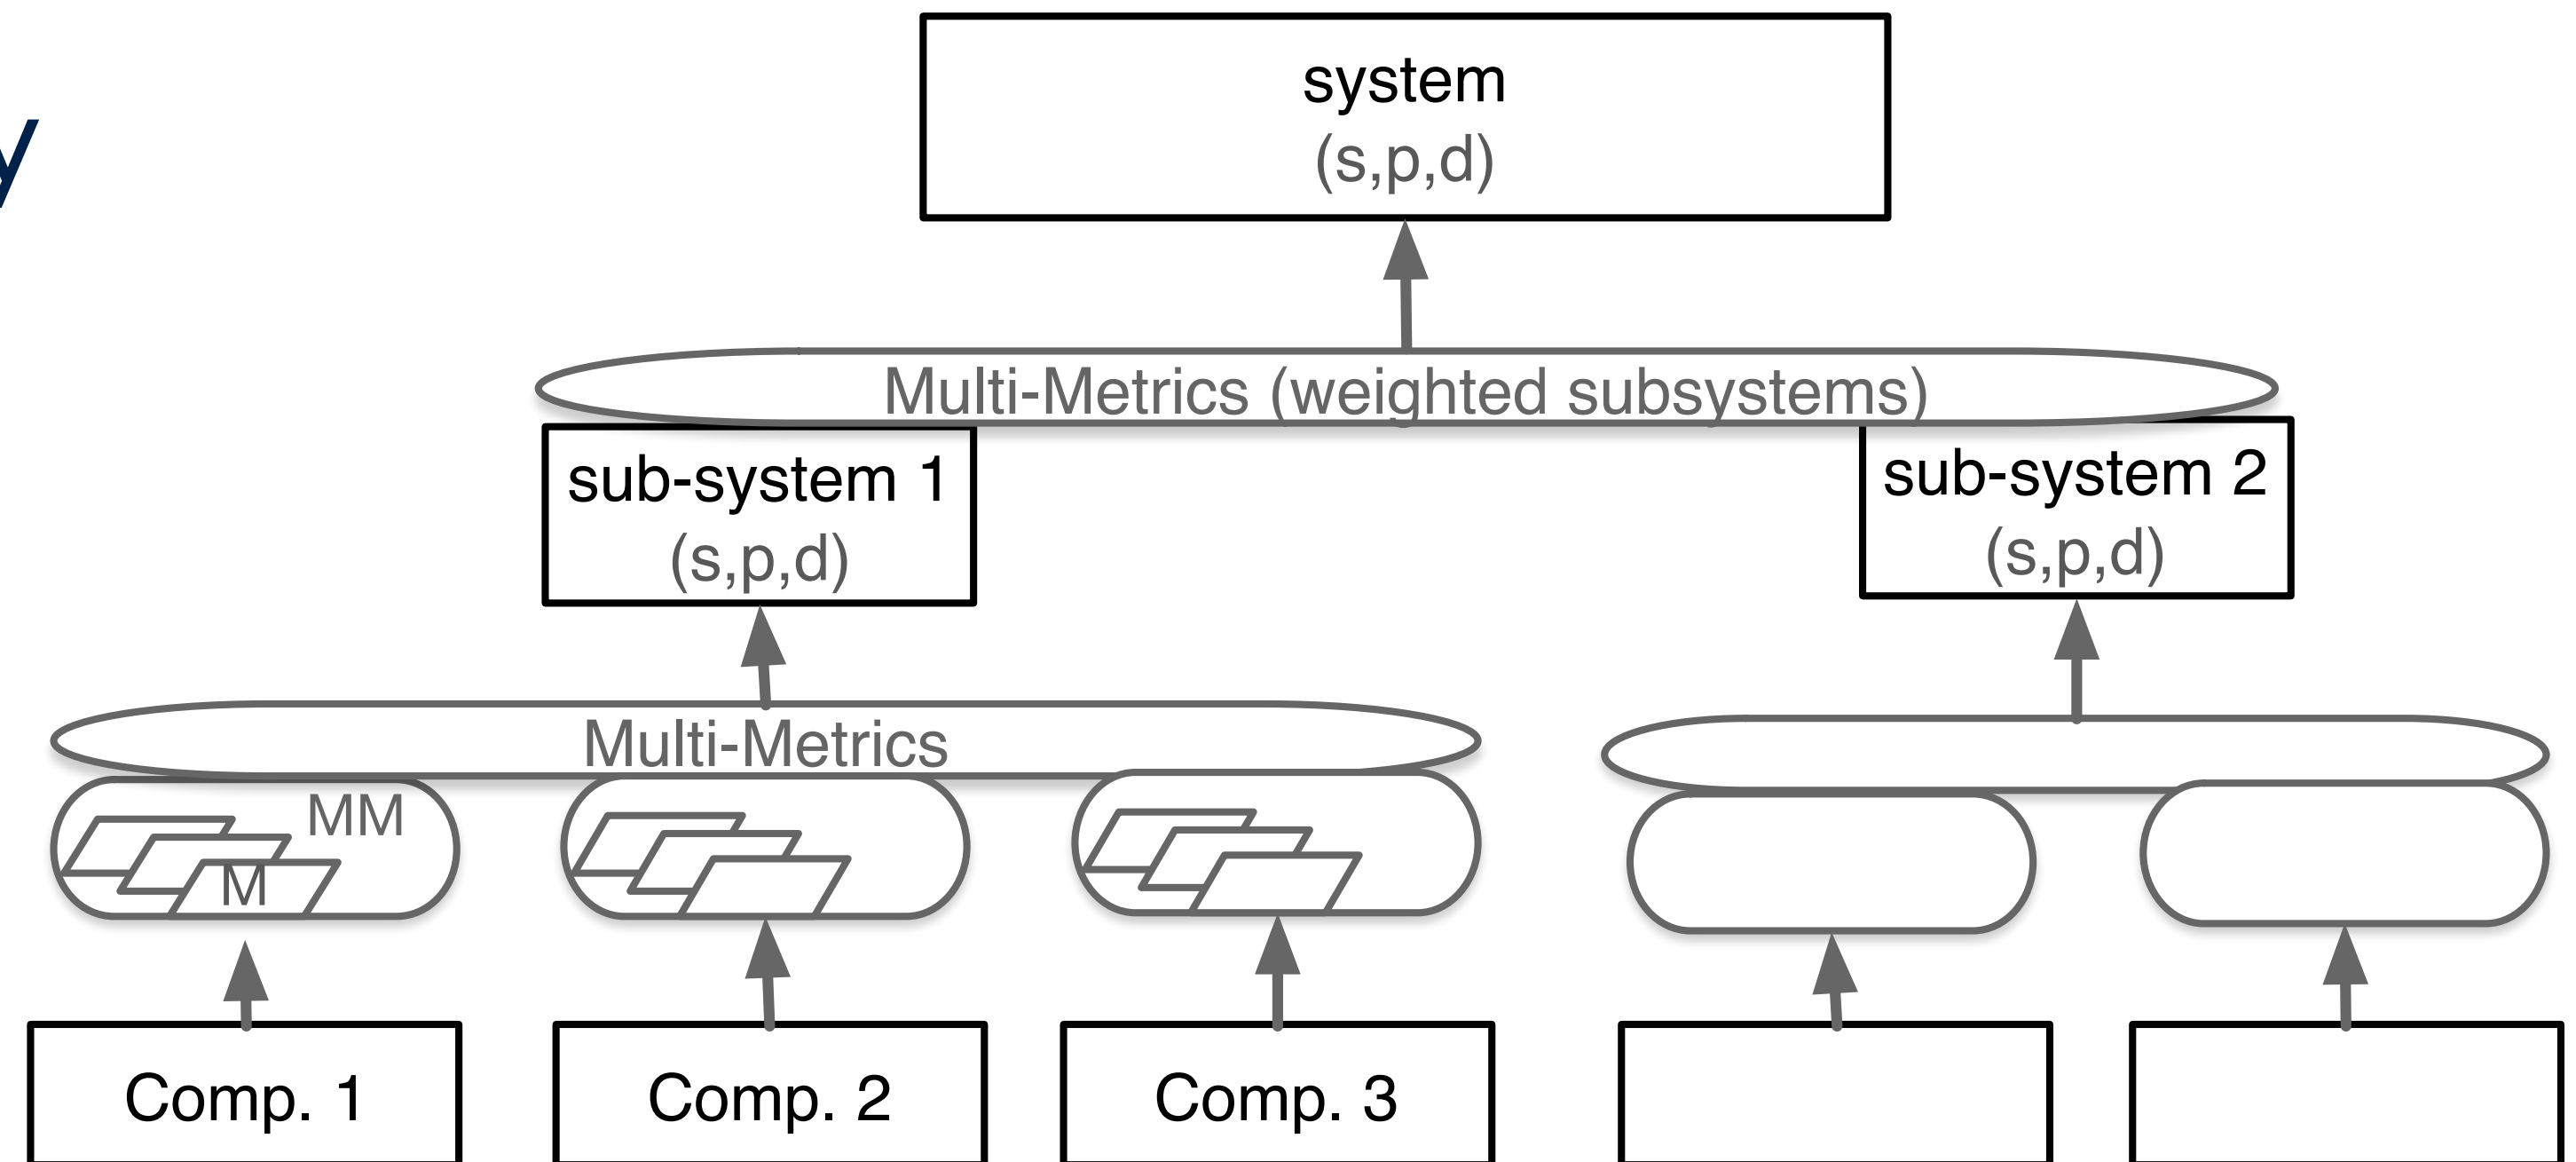 y
system
(s,p,d)
Multi-Metrics (weighted subsystems)
sub-system 1
(s,p,d)
sub-system 2
(s,p,d)
Multi-Metrics
MM
M
Comp. 1
Comp. 2
Comp. 3